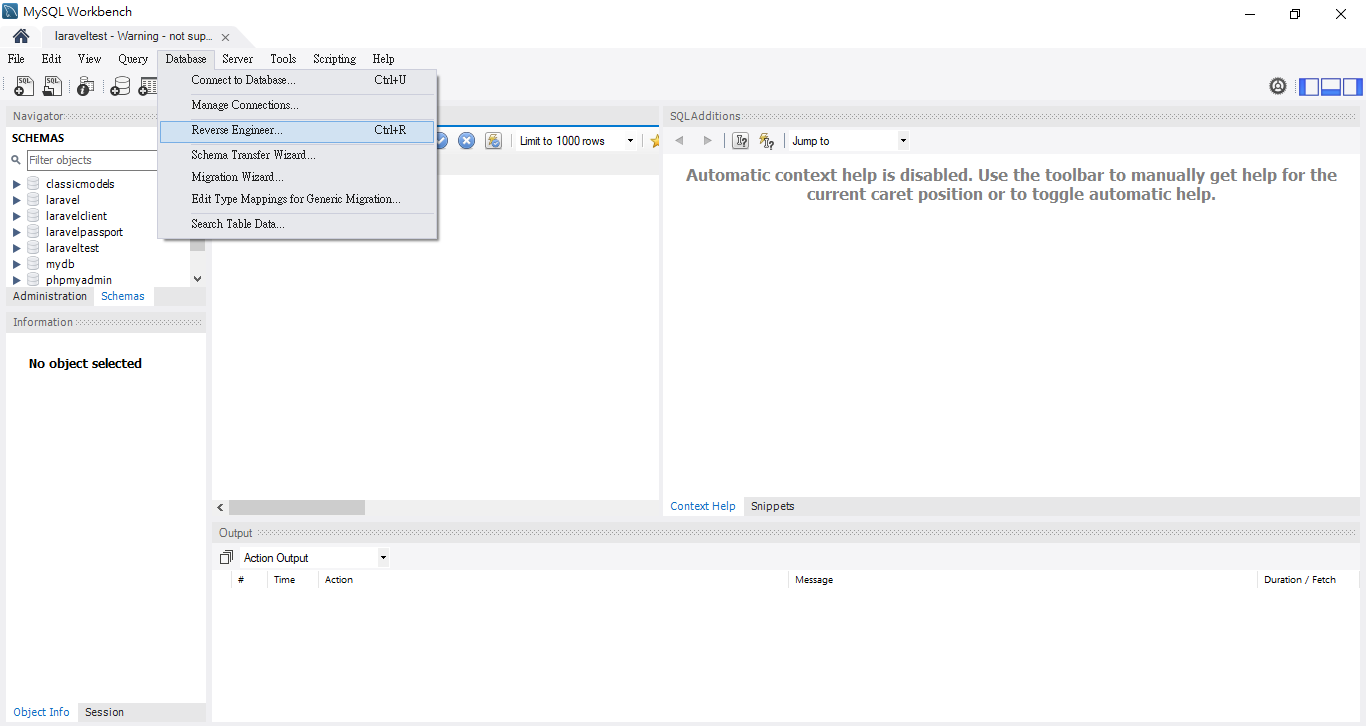 MySQL Workbench
laraveltest - Warning - not sup...
File Edit View Query Database Server Tools Scripting Help
Connect to Database... Ctrl+U
Manage Connections...
Reverse Engineer... Ctrl+R
Schema Transfer Wizard...
Migration Wizard...
Edit Type Mappings for Generic Migration...
Search Table Data...
Navigator
SCHEMAS
Filter objects
classicmodels
laravel
laravelclient
laravelpassport
laraveltest
mydb
phpmyadmin
Administration Schemas
Information
No object selected
Object Info Session
Limit to 1000 rows
SQLAdditions
Jump to
Automatic context help is disabled. Use the toolbar to manually get help for the
current caret position or to toggle automatic help.
Context Help Snippets
Output
Action Output
# Time Action Message Duration / Fetch